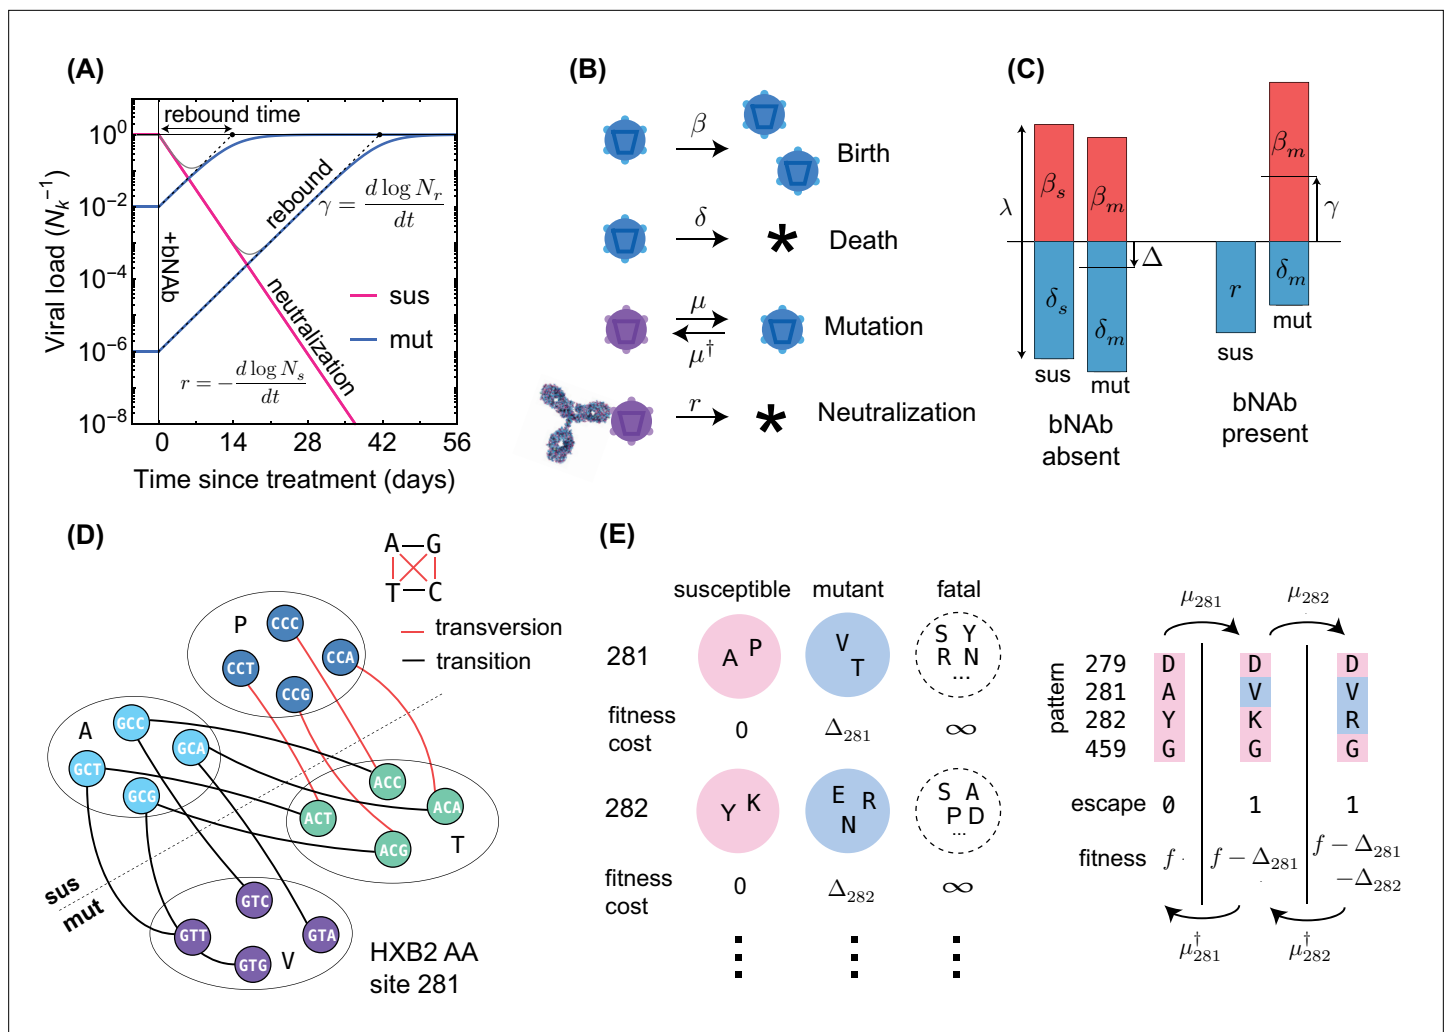 (A)
rebound time
10^0
10^-2
10^-4
10^-6
10^-8
Viral load (N_k^-1)
+bNAb
rebound
γ = d log N_r / dt
neutralization
sus
mut
r = − d log N_s / dt
0 14 28 42 56
Time since treatment (days)
(B)
β
Birth
δ
* Death
μ
μ†
Mutation
r
* Neutralization
(C)
λ
β_s
β_m
δ_s
δ_m
Δ
sus
mut
bNAb
absent
β_m
γ
r
δ_m
sus
mut
bNAb
present
(D)
A G
T C
transversion
transition
P
CCC
CCA
CCT
CCG
A
GCC
GCA
GCT
GCG
ACC
ACA
ACT
ACG
T
sus
mut
GTC
GTT
GTA
GTG
V
HXB2 AA
site 281
(E)
susceptible mutant fatal
281
A P
V
T
S Y
R N
...
fitness
cost
0 Δ_281 ∞
282
Y K
E R
N
S A
P D
...
fitness
cost
0 Δ_282 ∞
μ_281 μ_282
pattern
279 D D D
281 A V V
282 Y K R
459 G G G
escape 0 1 1
fitness f f − Δ_281 f − Δ_281
−Δ_282
μ†_281 μ†_282